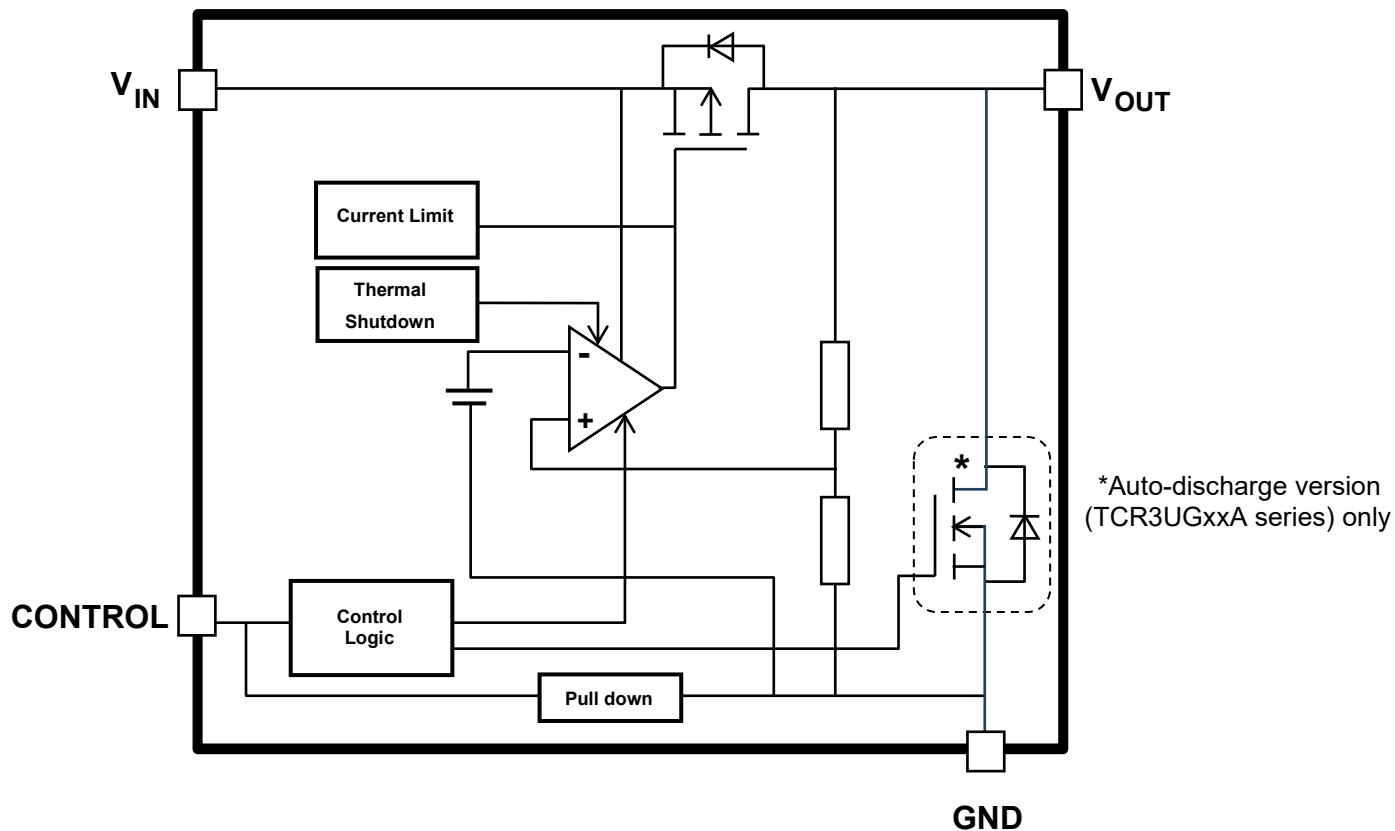 VIN
VOUT
Current Limit
Thermal
Shutdown
-
+
*
*Auto-discharge version
(TCR3UGxxA series) only
CONTROL
Control
Logic
Pull down
GND